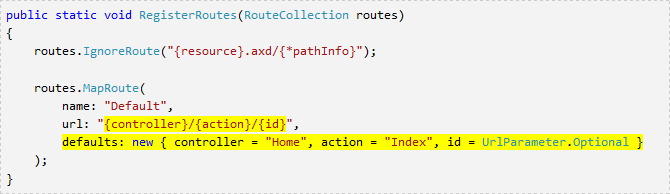 public static void RegisterRoutes(RouteCollection routes)
{
    routes.IgnoreRoute("{resource}.axd/{*pathInfo}");
    routes.MapRoute(
        name: "Default",
        url: "{controller}/{action}/{id}",
        defaults: new { controller = "Home", action = "Index", id = UrlParameter.Optional }
    );
}